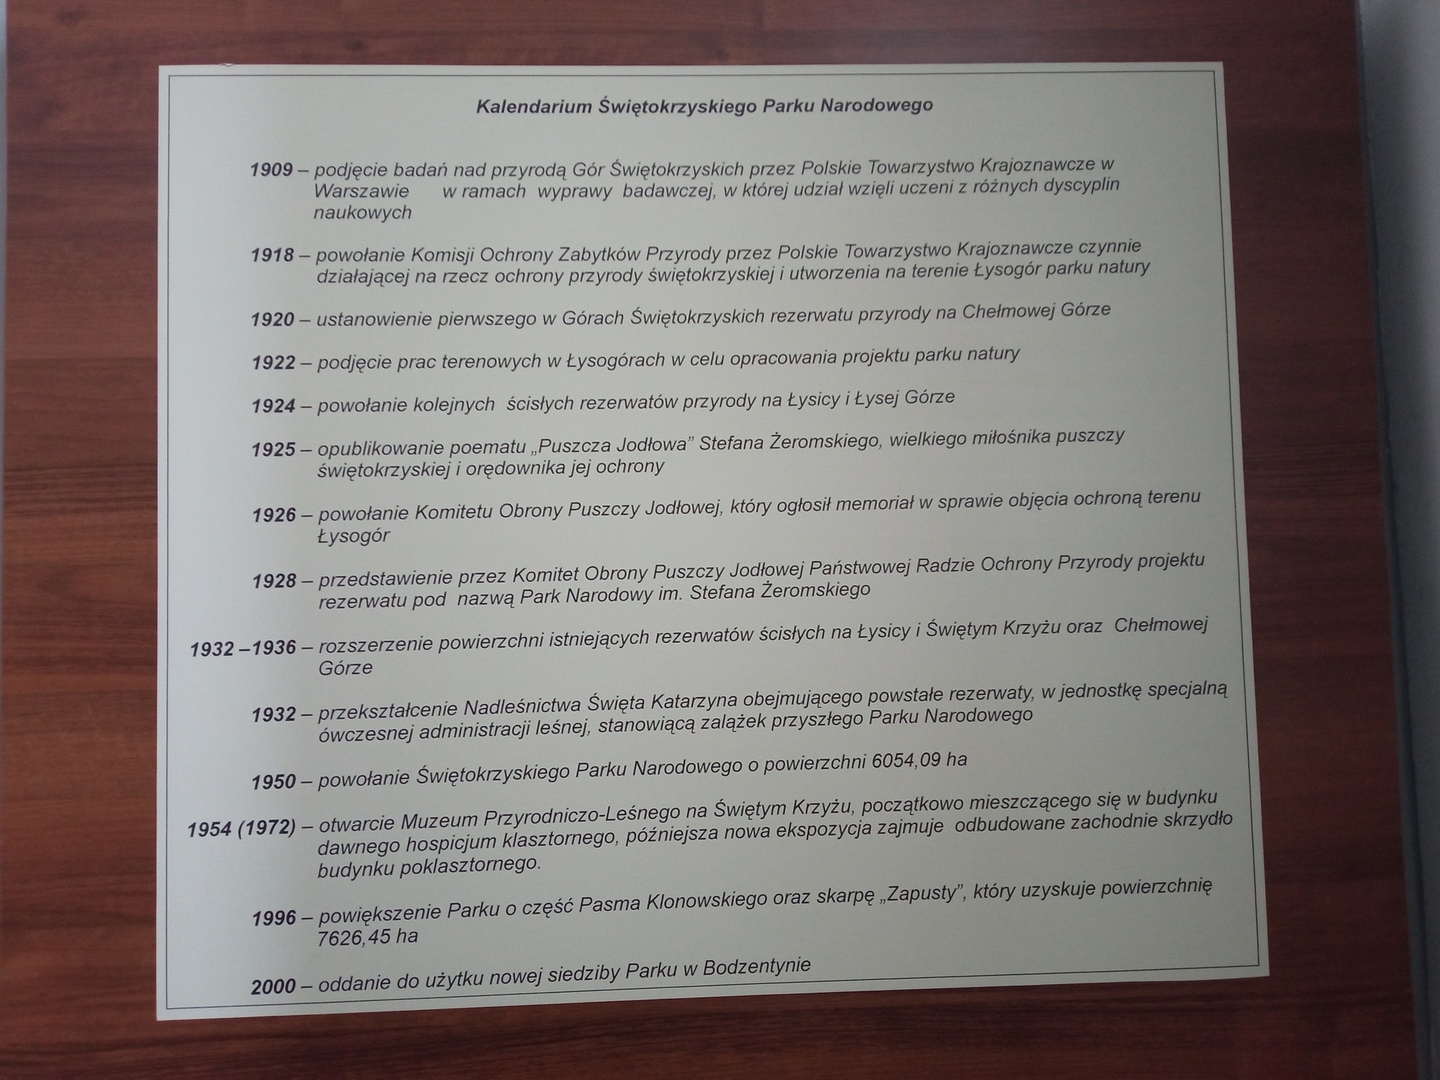 Kalendarium Świętokrzyskiego Parku Narodowego
1909 – podjęcie badań nad przyrodą Gór Świętokrzyskich przez Polskie Towarzystwo Krajoznawcze w
Warszawie w ramach wyprawy badawczej, w której udział wzięli uczeni z różnych dyscyplin
naukowych
1918 – powołanie Komisji Ochrony Zabytków Przyrody przez Polskie Towarzystwo Krajoznawcze czynnie
działającej na rzecz ochrony przyrody świętokrzyskiej i utworzenia na terenie Łysogór parku natury
1920 – ustanowienie pierwszego w Górach Świętokrzyskich rezerwatu przyrody na Chełmowej Górze
1922 – podjęcie prac terenowych w Łysogórach w celu opracowania projektu parku natury
1924 – powołanie kolejnych ścisłych rezerwatów przyrody na Łysicy i Łysej Górze
1925 – opublikowanie poematu „Puszcza Jodłowa” Stefana Żeromskiego, wielkiego miłośnika puszczy
świętokrzyskiej i orędownika jej ochrony
1926 – powołanie Komitetu Obrony Puszczy Jodłowej, który ogłosił memoriał w sprawie objęcia ochroną terenu
Łysogór
1928 – przedstawienie przez Komitet Obrony Puszczy Jodłowej Państwowej Radzie Ochrony Przyrody projektu
rezerwatu pod nazwą Park Narodowy im. Stefana Żeromskiego
1932 –1936 – rozszerzenie powierzchni istniejących rezerwatów ścisłych na Łysicy i Świętym Krzyżu oraz Chełmowej
Górze
1932 – przekształcenie Nadleśnictwa Święta Katarzyna obejmującego powstałe rezerwaty, w jednostkę specjalną
ówczesnej administracji leśnej, stanowiącą zalążek przyszłego Parku Narodowego
1950 – powołanie Świętokrzyskiego Parku Narodowego o powierzchni 6054,09 ha
1954 (1972) – otwarcie Muzeum Przyrodniczo-Leśnego na Świętym Krzyżu, początkowo mieszczącego się w budynku
dawnego hospicjum klasztornego, późniejsza nowa ekspozycja zajmuje odbudowane zachodnie skrzydło
budynku poklasztornego.
1996 – powiększenie Parku o część Pasma Klonowskiego oraz skarpę „Zapusty”, który uzyskuje powierzchnię
7626,45 ha
2000 – oddanie do użytku nowej siedziby Parku w Bodzentynie